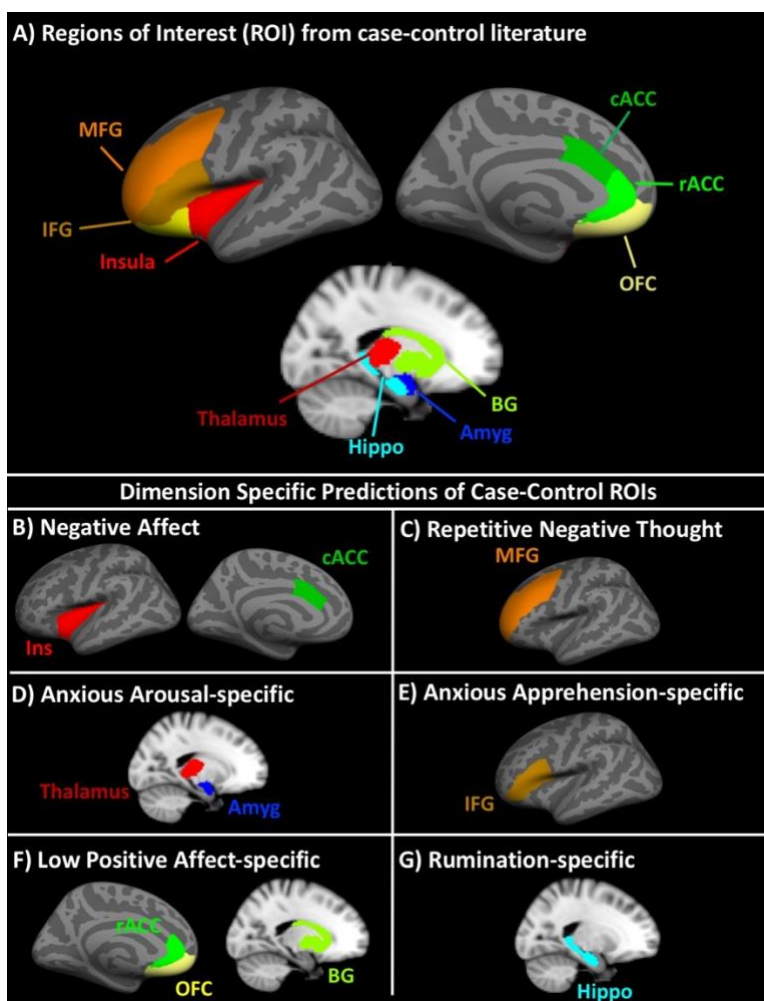 A) Regions of Interest (ROI) from case-control literature
cACC
MFG
rACC
IFG
Insula
OFC
Thalamus
BG
Amyg
Hippo
Dimension Specific Predictions of Case-Control ROIs
B) Negative Affect
cACC
Ins
C) Repetitive Negative Thought
MFG
D) Anxious Arousal-specific
Thalamus
Amyg
E) Anxious Apprehension-specific
IFG
F) Low Positive Affect-specific
rACC
OFC
BG
G) Rumination-specific
Hippo